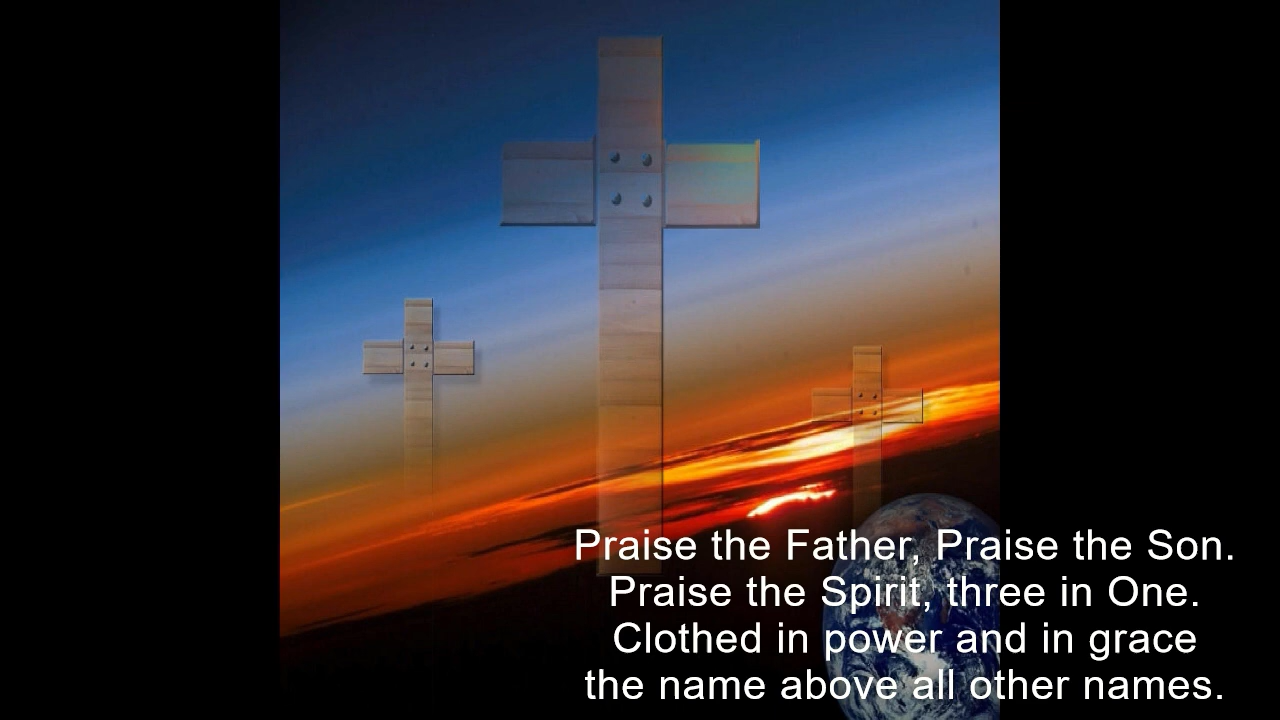 Praise the Father, Praise the Son.
Praise the Spirit, three in One.
Clothed in power and in grace
the name above all other names.